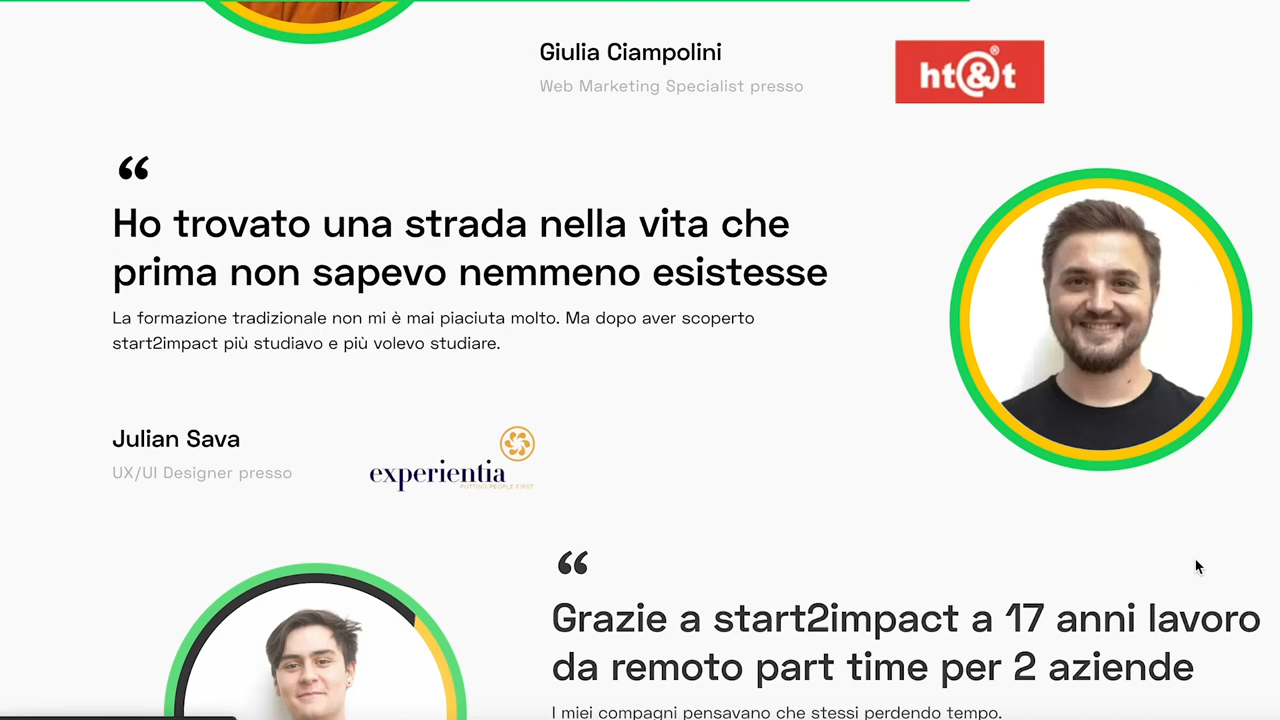 Giulia Ciampolini
Web Marketing Specialist presso
ht@&t®
“
Ho trovato una strada nella vita che
prima non sapevo nemmeno esistesse
La formazione tradizionale non mi è mai piaciuta molto. Ma dopo aver scoperto
start2impact più studiavo e più volevo studiare.
Julian Sava
UX/UI Designer presso
experientia
PUTTING PEOPLE FIRST
“
Grazie a start2impact a 17 anni lavoro
da remoto part time per 2 aziende
I miei compagni pensavano che stessi perdendo tempo.